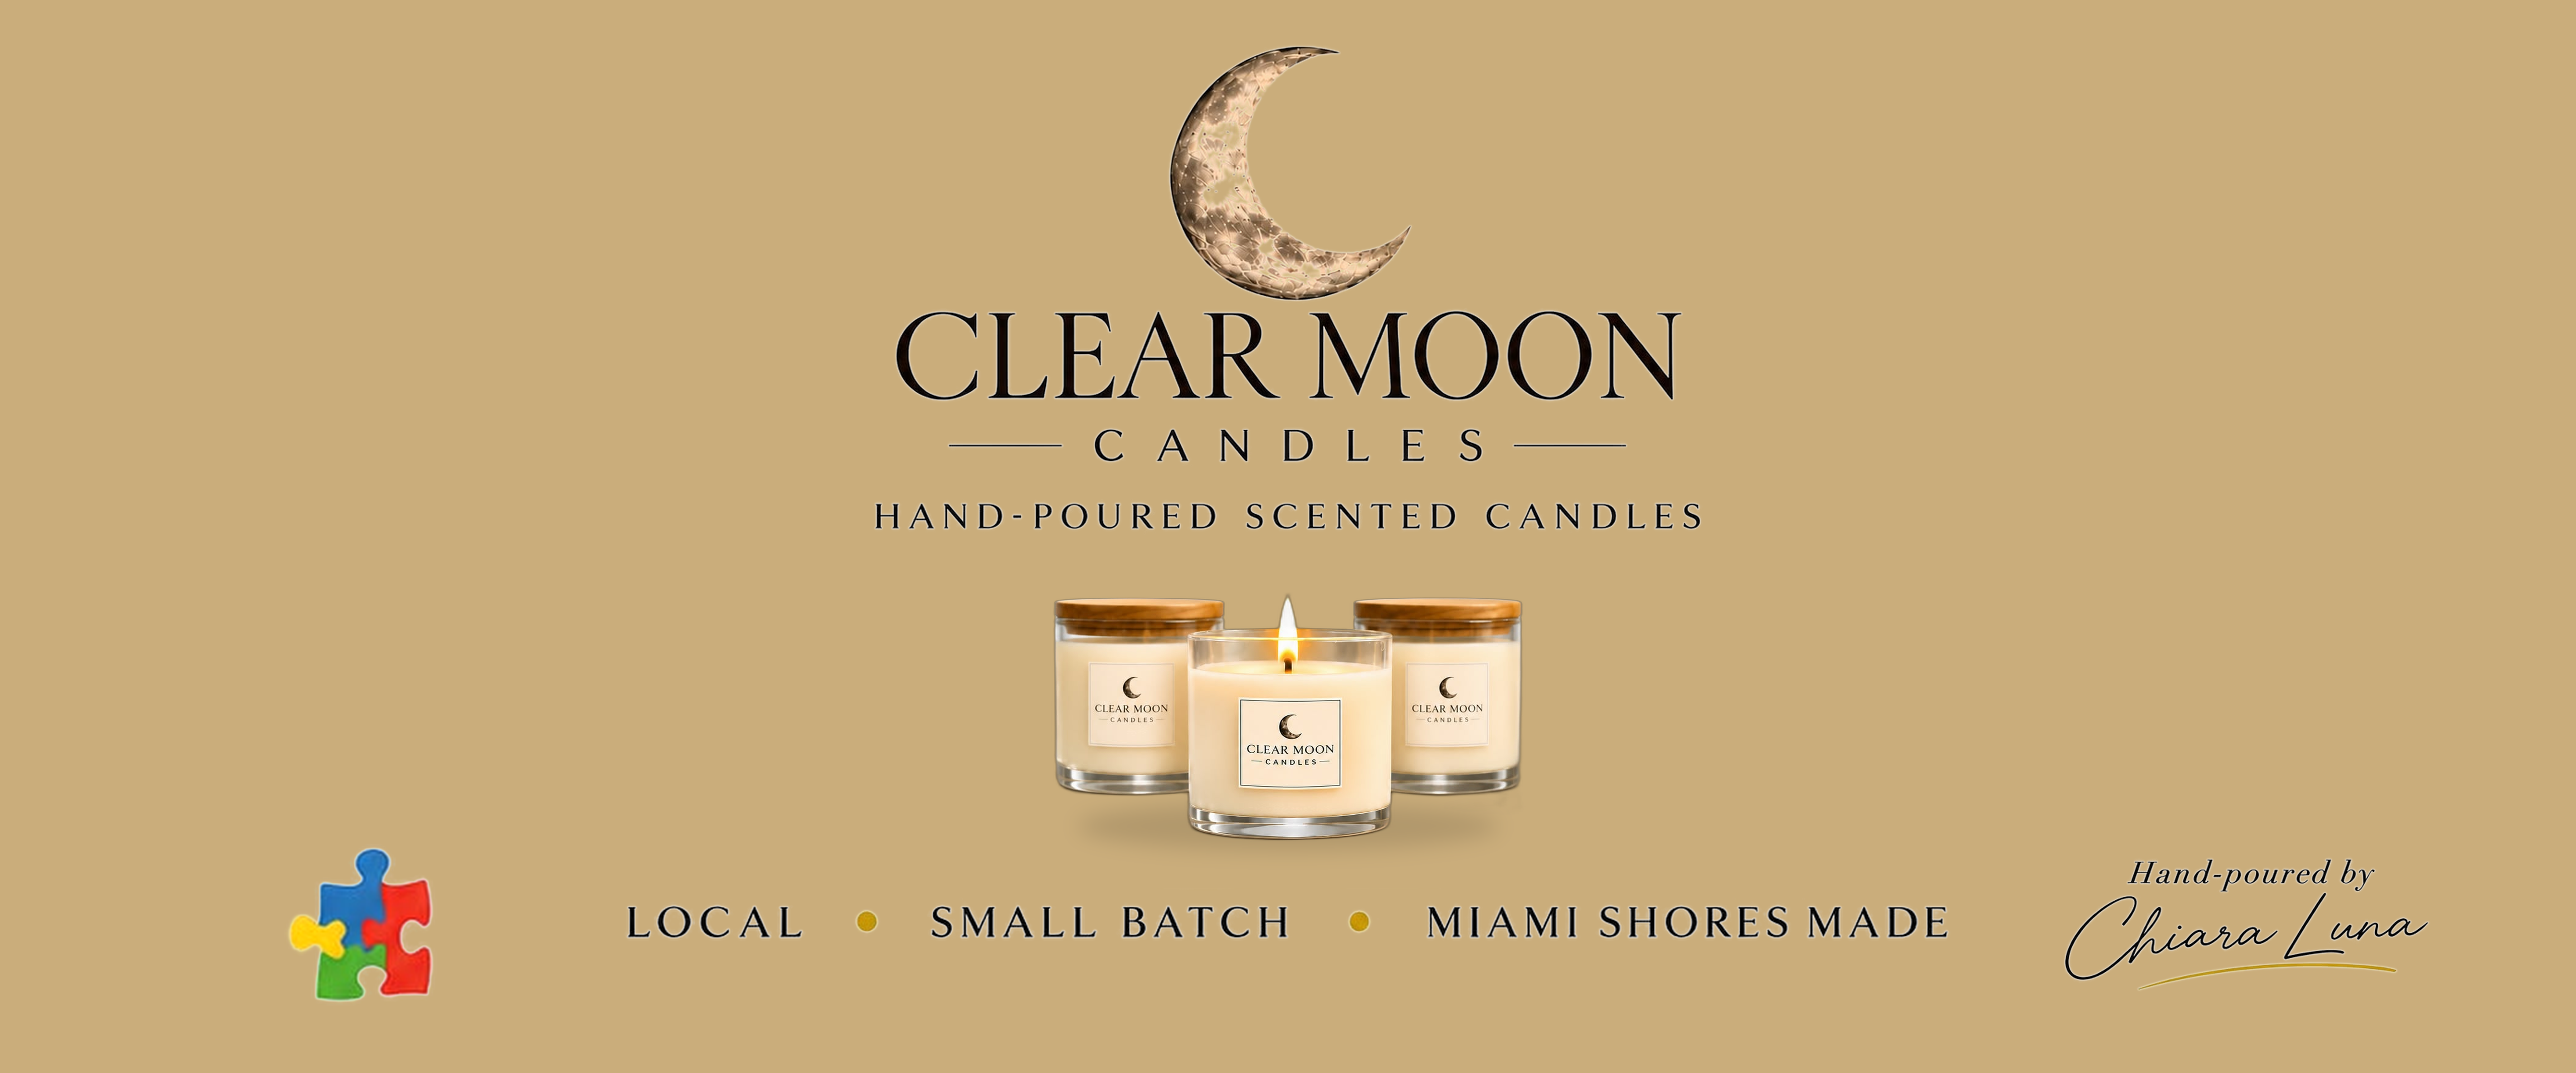 CLEAR MOON
CANDLES
HAND-POURED SCENTED CANDLES
CLEAR MOON
CANDLES
CLEAR MOON
CANDLES
CLEAR MOON
CANDLES
LOCAL • SMALL BATCH • MIAMI SHORES MADE
Hand-poured by
Chiara Luna